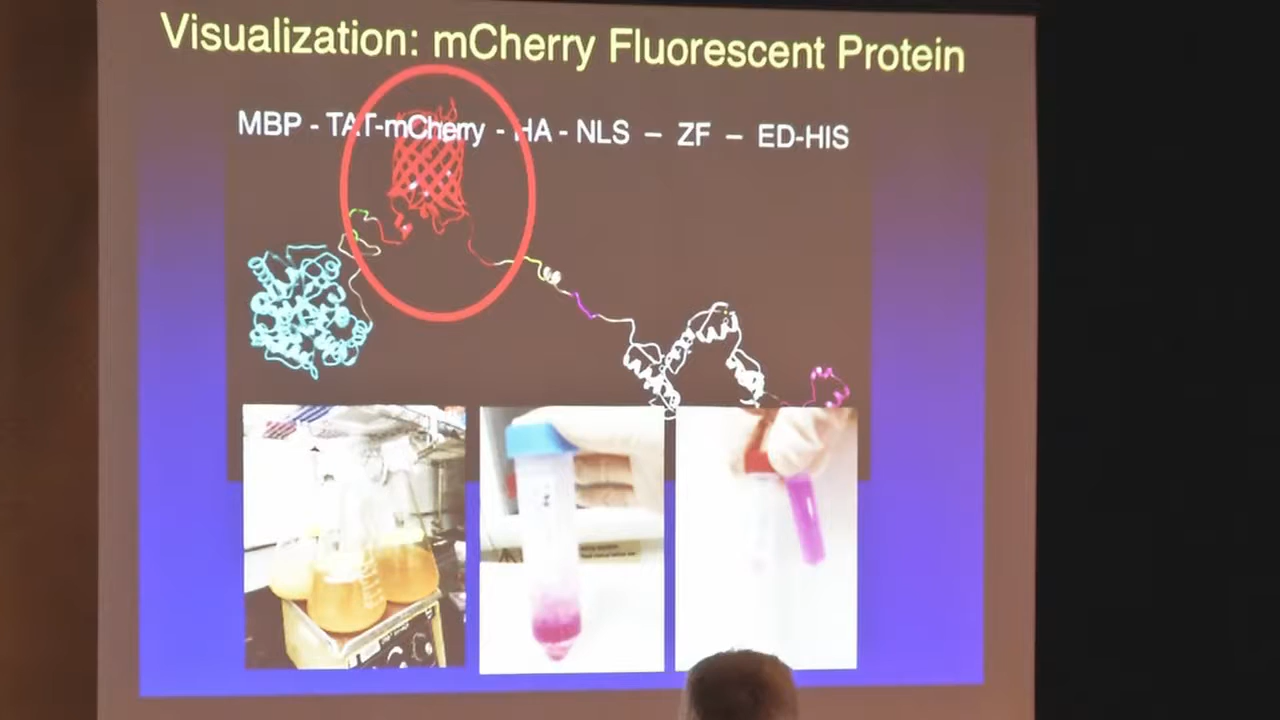 Visualization: mCherry Fluorescent Protein
MBP - TAT-mCherry - HA - NLS – ZF – ED-HIS